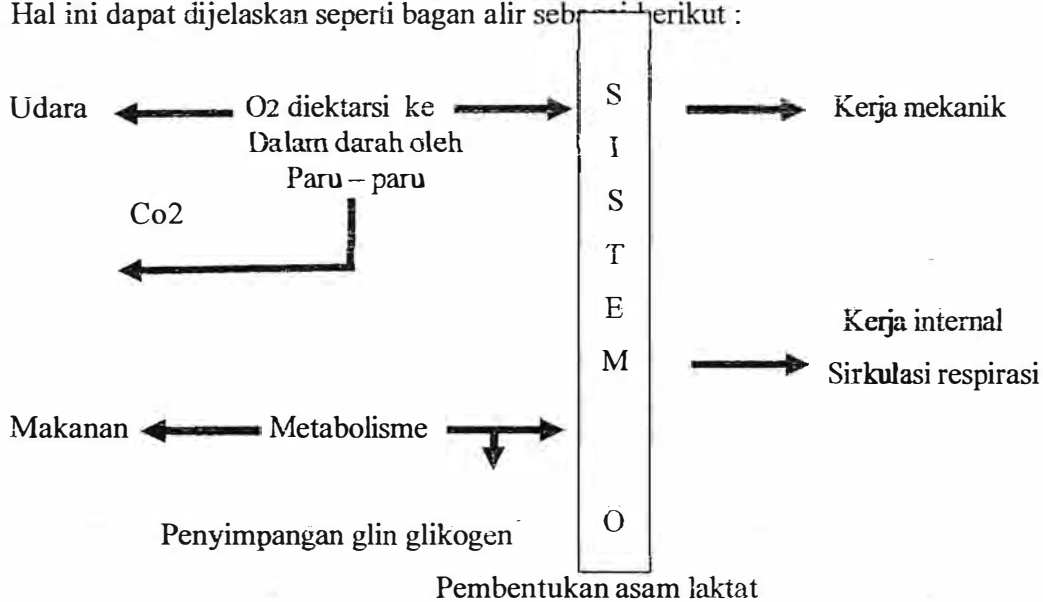 Hal ini dapat dijelaskan seperti bagan alir berikut :
Udara
O2 diektarsi ke
Dalam darah oleh
Paru – paru
Co2
S
I
S
T
E
M
O
Kerja mekanik
Kerja internal
Sirkulasi respirasi
Makanan
Metabolisme
Penyimpangan glin glikogen
Pembentukan asam laktat